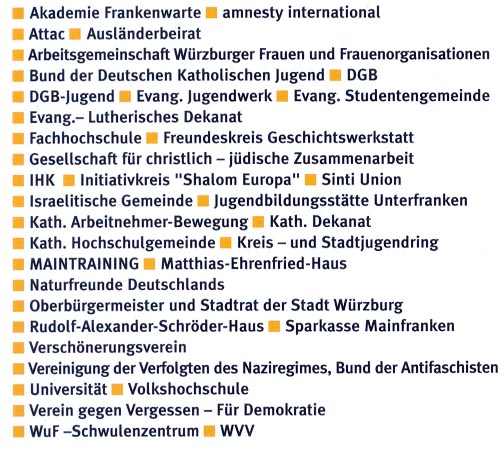 ■ Akademie Frankenwarte ■ amnesty international
■ Attac ■ Ausländerbeirat
■ Arbeitsgemeinschaft Würzburger Frauen und Frauenorganisationen
■ Bund der Deutschen Katholischen Jugend ■ DGB
■ DGB-Jugend ■ Evang. Jugendwerk ■ Evang. Studentengemeinde
■ Evang.– Lutherisches Dekanat
■ Fachhochschule ■ Freundeskreis Geschichtswerkstatt
■ Gesellschaft für christlich – jüdische Zusammenarbeit
■ IHK ■ Initiativkreis "Shalom Europa" ■ Sinti Union
■ Israelitische Gemeinde ■ Jugendbildungsstätte Unterfranken
■ Kath. Arbeitnehmer-Bewegung ■ Kath. Dekanat
■ Kath. Hochschulgemeinde ■ Kreis – und Stadtjugendring
■ MAINTRAINING ■ Matthias-Ehrenfried-Haus
■ Naturfreunde Deutschlands
■ Oberbürgermeister und Stadtrat der Stadt Würzburg
■ Rudolf-Alexander-Schröder-Haus ■ Sparkasse Mainfranken
■ Verschönerungsverein
■ Vereinigung der Verfolgten des Naziregimes, Bund der Antifaschisten
■ Universität ■ Volkshochschule
■ Verein gegen Vergessen – Für Demokratie
■ WuF –Schwulenzentrum ■ WVV